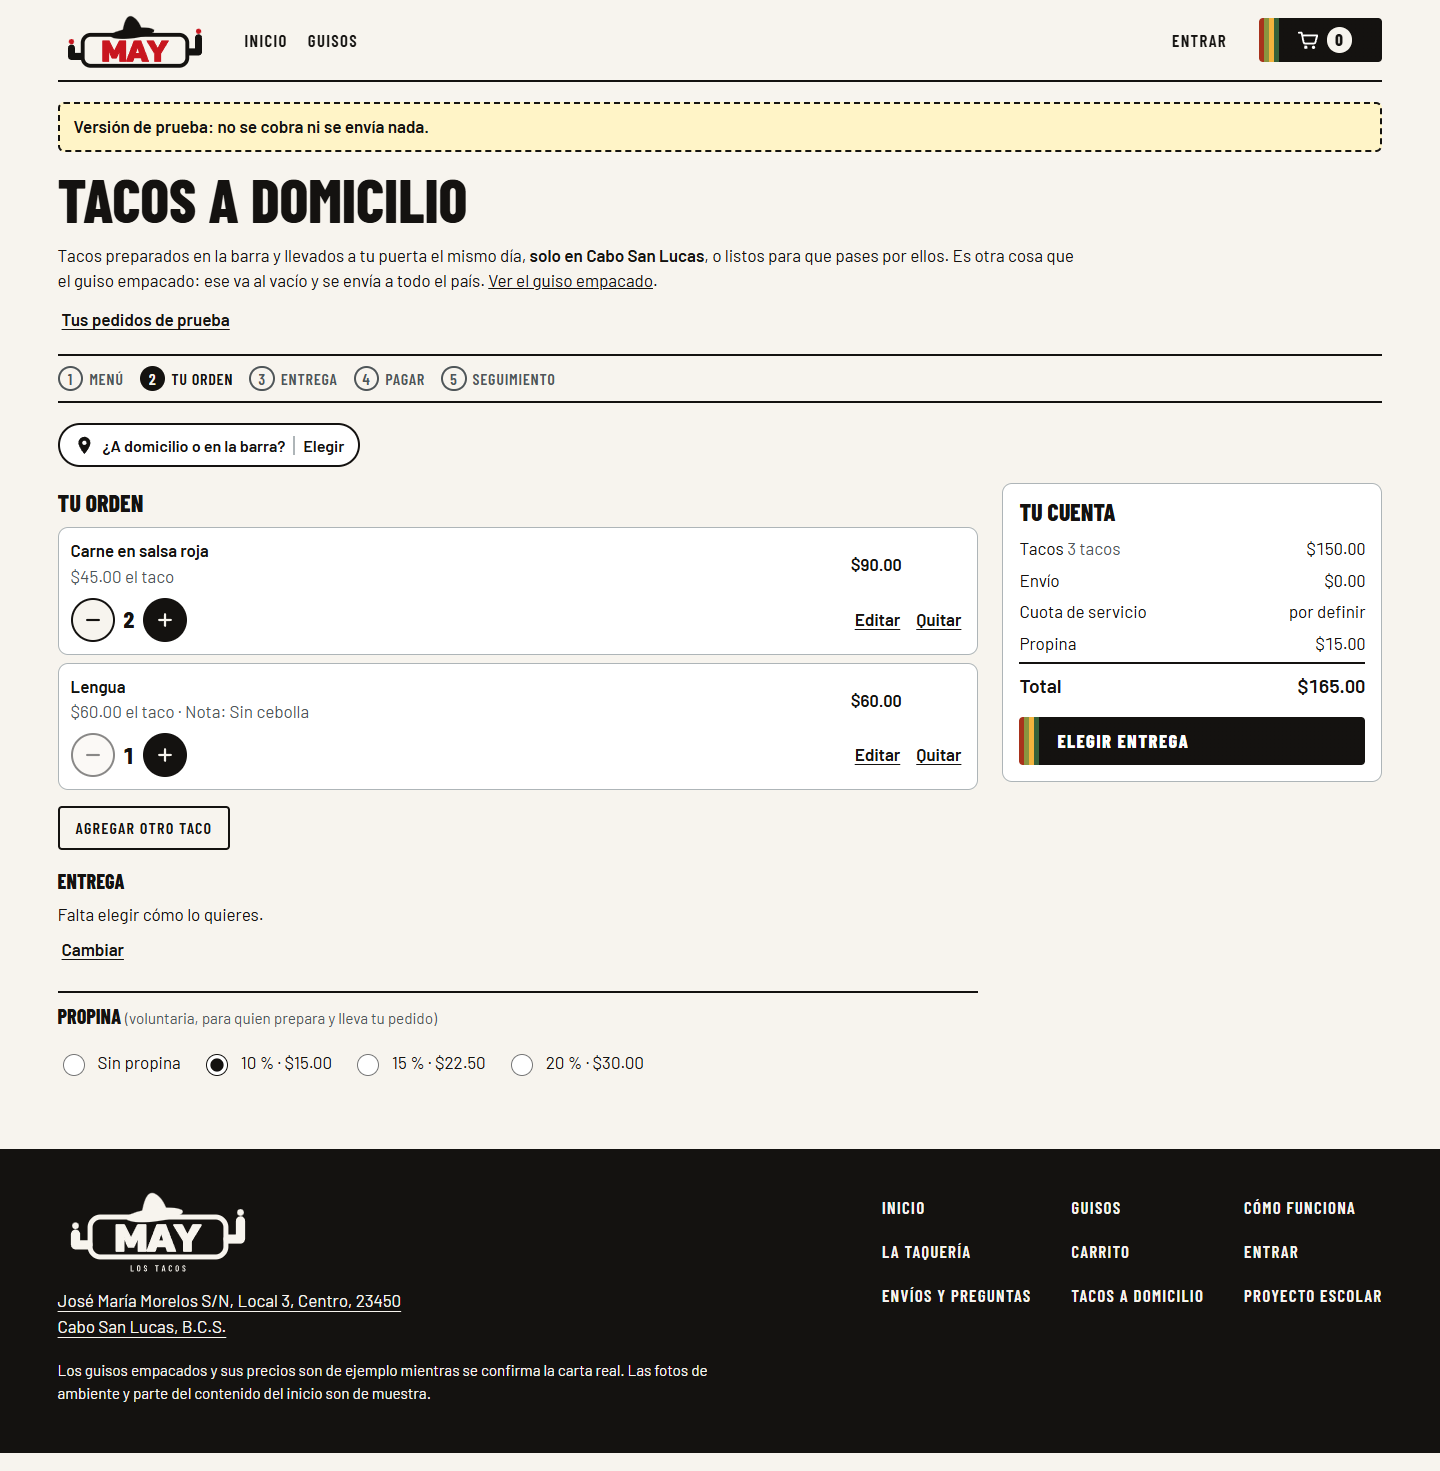 MAY
INICIO
GUISOS
ENTRAR
0
Versión de prueba: no se cobra ni se envía nada.
TACOS A DOMICILIO
Tacos preparados en la barra y llevados a tu puerta el mismo día, solo en Cabo San Lucas, o listos para que pases por ellos. Es otra cosa que
el guiso empacado: ese va al vacío y se envía a todo el país. Ver el guiso empacado.
Tus pedidos de prueba
1 MENÚ 2 TU ORDEN 3 ENTREGA 4 PAGAR 5 SEGUIMIENTO
¿A domicilio o en la barra? | Elegir
TU ORDEN
Carne en salsa roja
$45.00 el taco
$90.00
− 2 +
Editar Quitar
Lengua
$60.00 el taco · Nota: Sin cebolla
$60.00
− 1 +
Editar Quitar
AGREGAR OTRO TACO
ENTREGA
Falta elegir cómo lo quieres.
Cambiar
PROPINA (voluntaria, para quien prepara y lleva tu pedido)
Sin propina 10 % · $15.00 15 % · $22.50 20 % · $30.00
TU CUENTA
Tacos 3 tacos $150.00
Envío $0.00
Cuota de servicio por definir
Propina $15.00
Total $165.00
ELEGIR ENTREGA
MAY
LOS TACOS
José María Morelos S/N, Local 3, Centro, 23450
Cabo San Lucas, B.C.S.
Los guisos empacados y sus precios son de ejemplo mientras se confirma la carta real. Las fotos de
ambiente y parte del contenido del inicio son de muestra.
INICIO GUISOS CÓMO FUNCIONA
LA TAQUERÍA CARRITO ENTRAR
ENVÍOS Y PREGUNTAS TACOS A DOMICILIO PROYECTO ESCOLAR